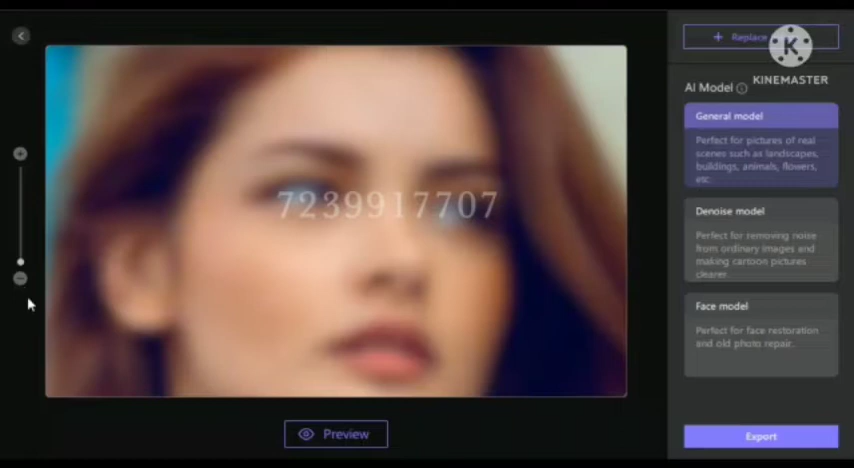 + Replace
KINEMASTER
AI Model
General model
Perfect for pictures of real
scenes such as landscapes,
buildings, animals, flowers,
etc.
7239917707
Denoise model
Perfect for removing noise
from ordinary images and
making cartoon pictures
clearer.
Face model
Perfect for face restoration
and old photo repair.
Preview
Export